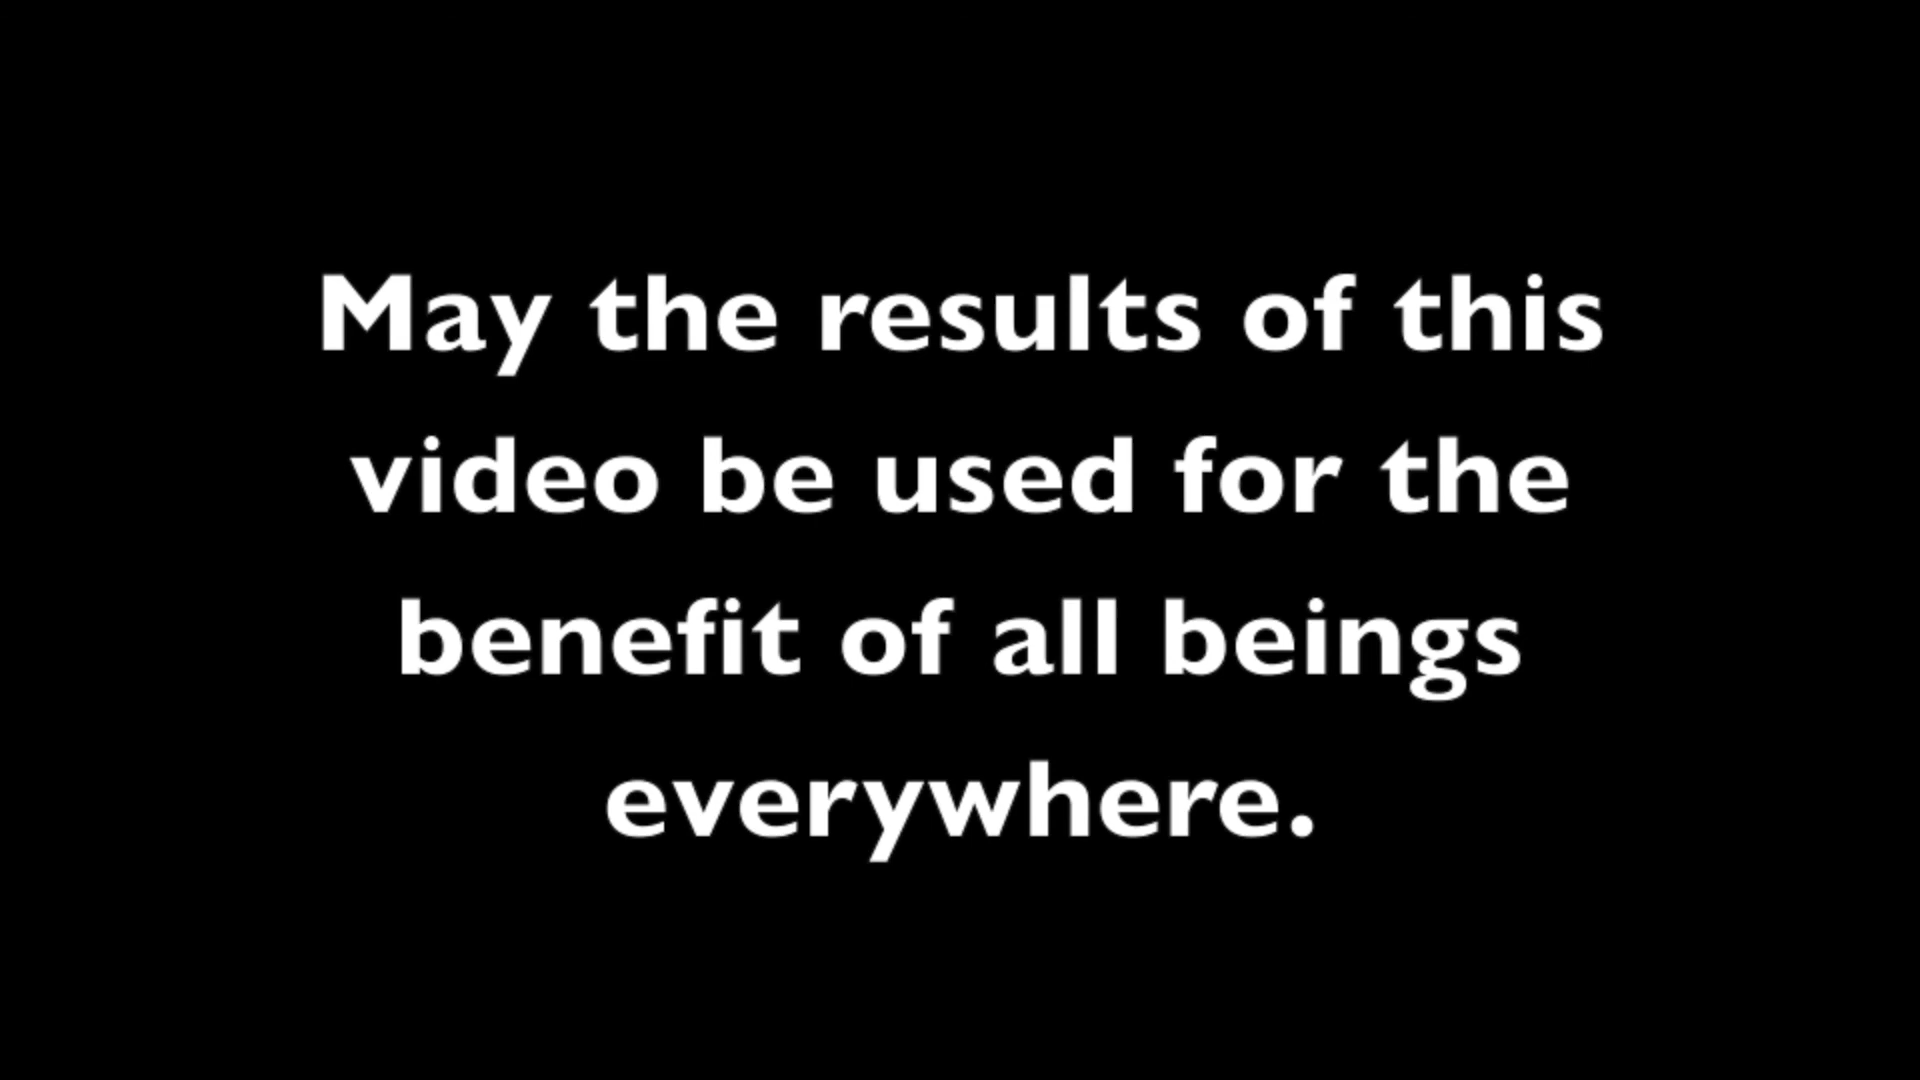 May the results of this
video be used for the
benefit of all beings
everywhere.